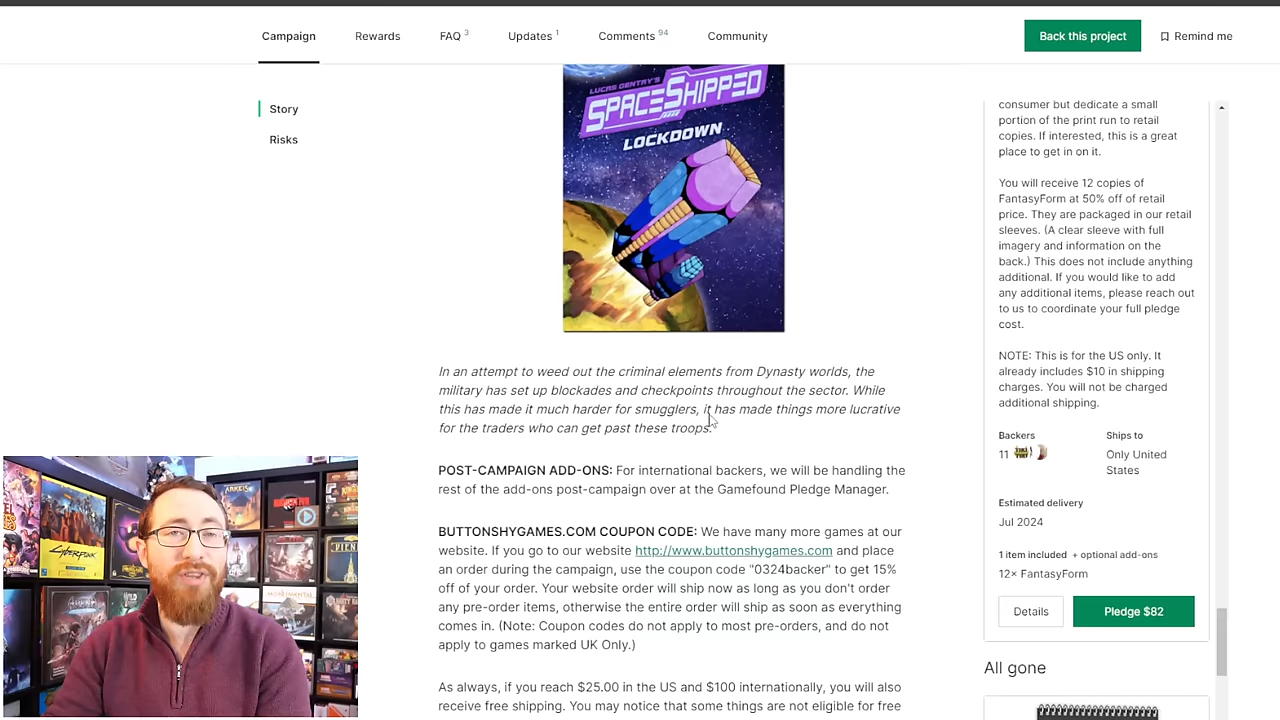 Campaign
Rewards
FAQ 3
Updates 1
Comments 94
Community
Back this project
Remind me
Story
Risks
LUCAS GENTRY'S
SPACESHIPPED
LOCKDOWN
In an attempt to weed out the criminal elements from Dynasty worlds, the
military has set up blockades and checkpoints throughout the sector. While
this has made it much harder for smugglers, it has made things more lucrative
for the traders who can get past these troops.
POST-CAMPAIGN ADD-ONS: For international backers, we will be handling the
rest of the add-ons post-campaign over at the Gamefound Pledge Manager.
BUTTONSHYGAMES.COM COUPON CODE: We have many more games at our
website. If you go to our website http://www.buttonshygames.com and place
an order during the campaign, use the coupon code "0324backer" to get 15%
off of your order. Your website order will ship now as long as you don't order
any pre-order items, otherwise the entire order will ship as soon as everything
comes in. (Note: Coupon codes do not apply to most pre-orders, and do not
apply to games marked UK Only.)
As always, if you reach $25.00 in the US and $100 internationally, you will also
receive free shipping. You may notice that some things are not eligible for free
consumer but dedicate a small
portion of the print run to retail
copies. If interested, this is a great
place to get in on it.
You will receive 12 copies of
FantasyForm at 50% off of retail
price. They are packaged in our retail
sleeves. (A clear sleeve with full
imagery and information on the
back.) This does not include anything
additional. If you would like to add
any additional items, please reach out
to us to coordinate your full pledge
cost.
NOTE: This is for the US only. It
already includes $10 in shipping
charges. You will not be charged
additional shipping.
Backers
11
Ships to
Only United
States
Estimated delivery
Jul 2024
1 item included + optional add-ons
12× FantasyForm
Details
Pledge $82
All gone
CYBERPUNK
ARKEIS